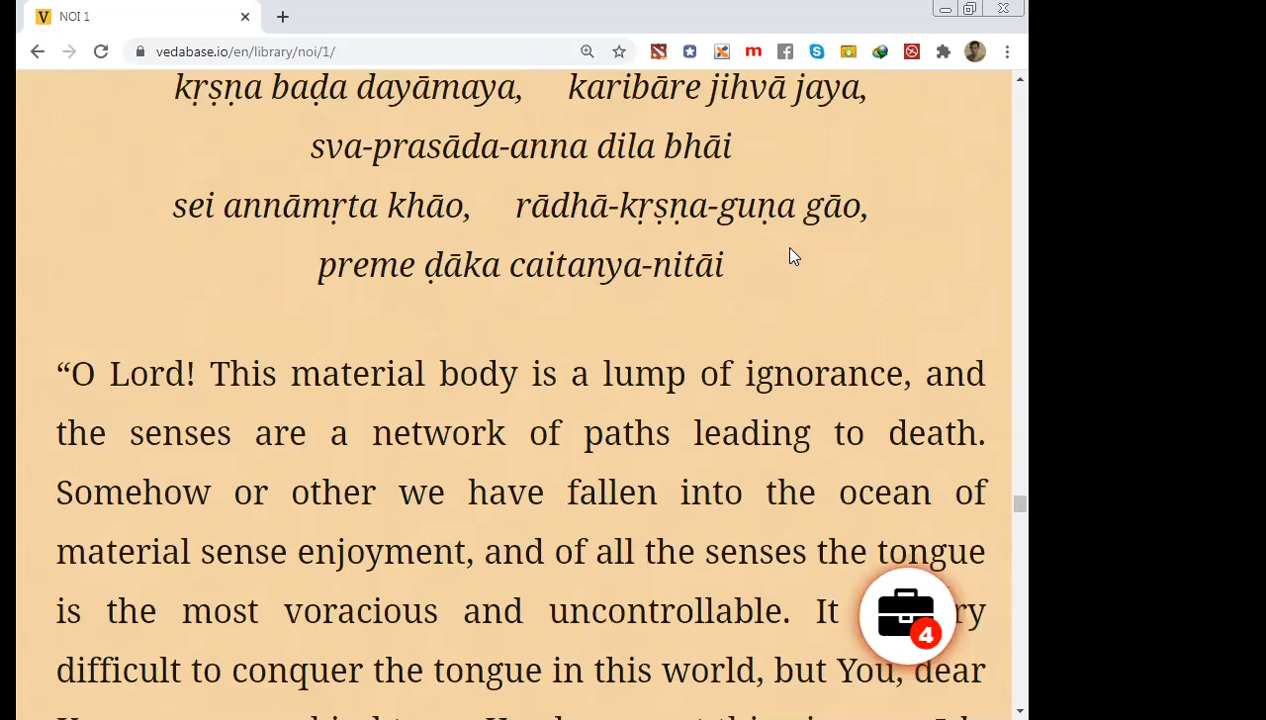 V NOI 1
vedabase.io/en/library/noi/1/
m
kṛṣṇa baḍa dayāmaya, karibāre jihvā jaya,
sva-prasāda-anna dila bhāi
sei annāmṛta khāo, rādhā-kṛṣṇa-guṇa gāo,
preme ḍāka caitanya-nitāi
“O Lord! This material body is a lump of ignorance, and
the senses are a network of paths leading to death.
Somehow or other we have fallen into the ocean of
material sense enjoyment, and of all the senses the tongue
is the most voracious and uncontrollable. It
difficult to conquer the tongue in this world, but You, dear
4